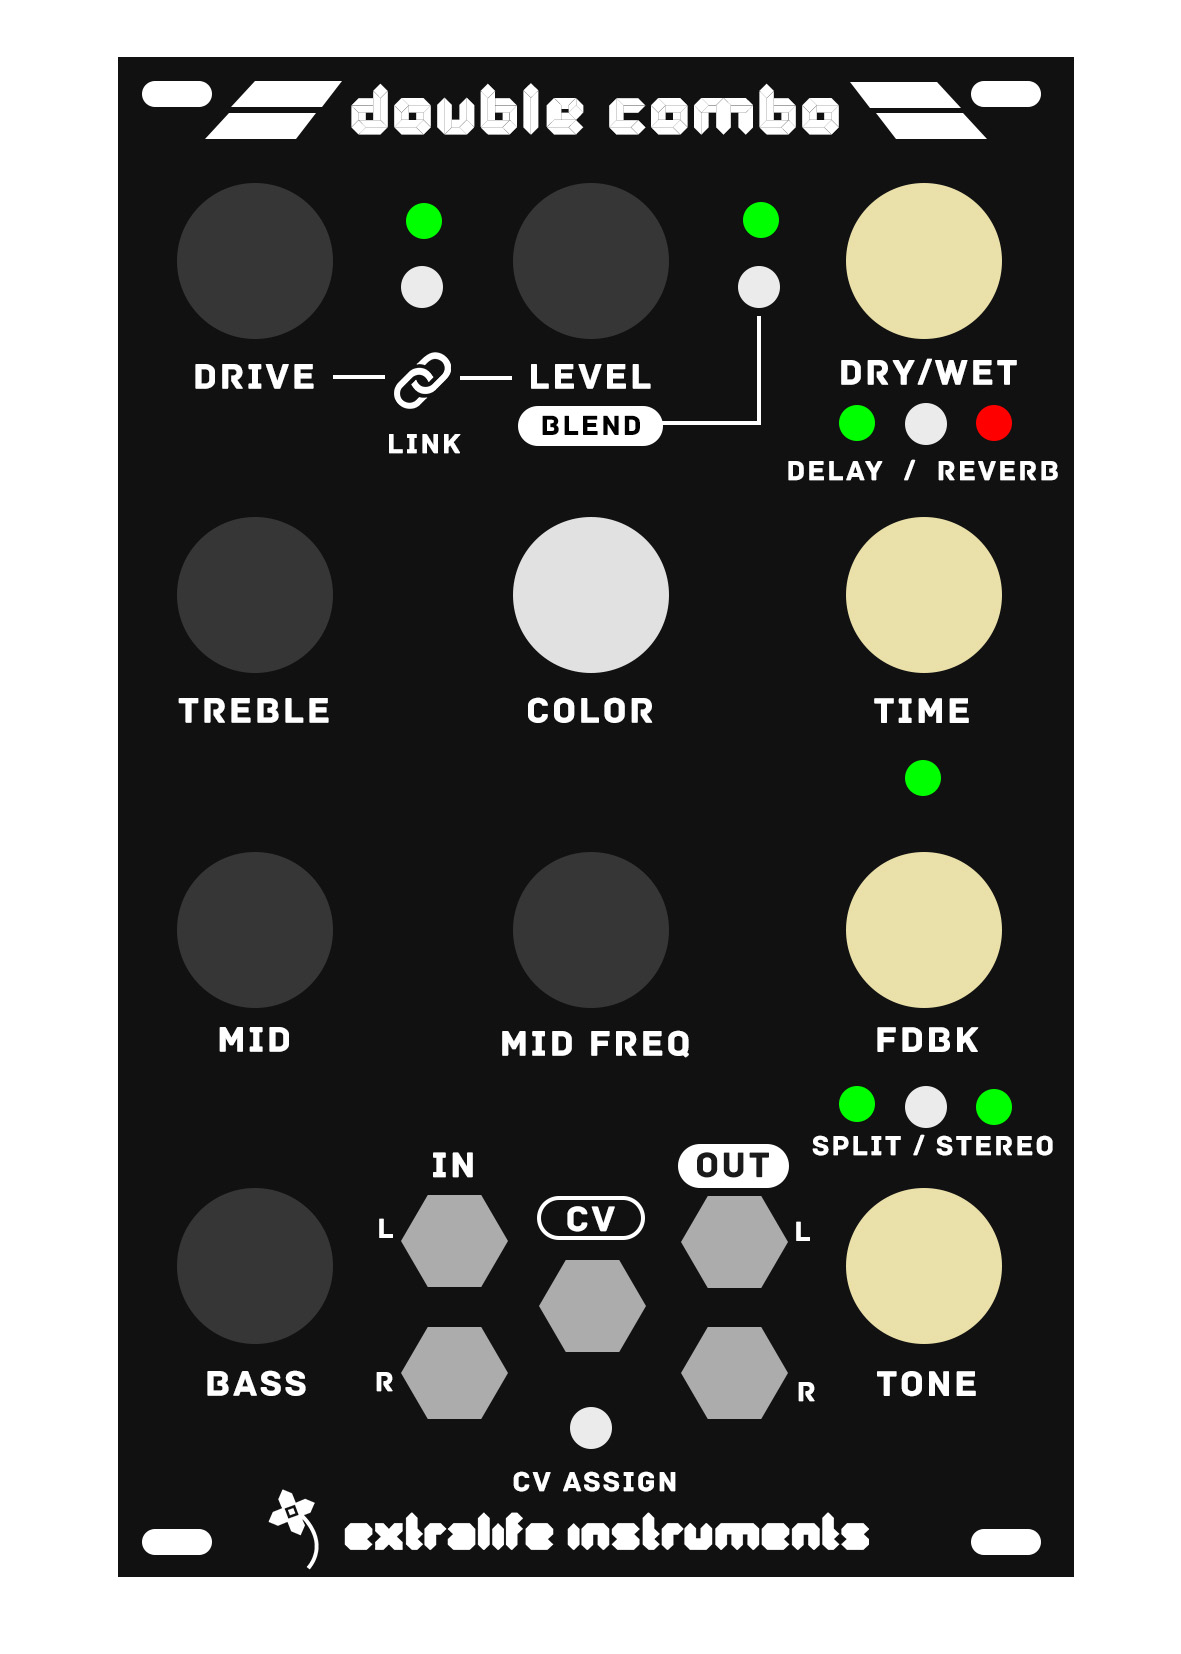 double combo
DRIVE
LEVEL
DRY/WET
LINK
BLEND
DELAY / REVERB
TREBLE
COLOR
TIME
MID
MID FREQ
FDBK
SPLIT / STEREO
IN
OUT
CV
L
L
BASS
R
R
TONE
CV ASSIGN
extralife instruments